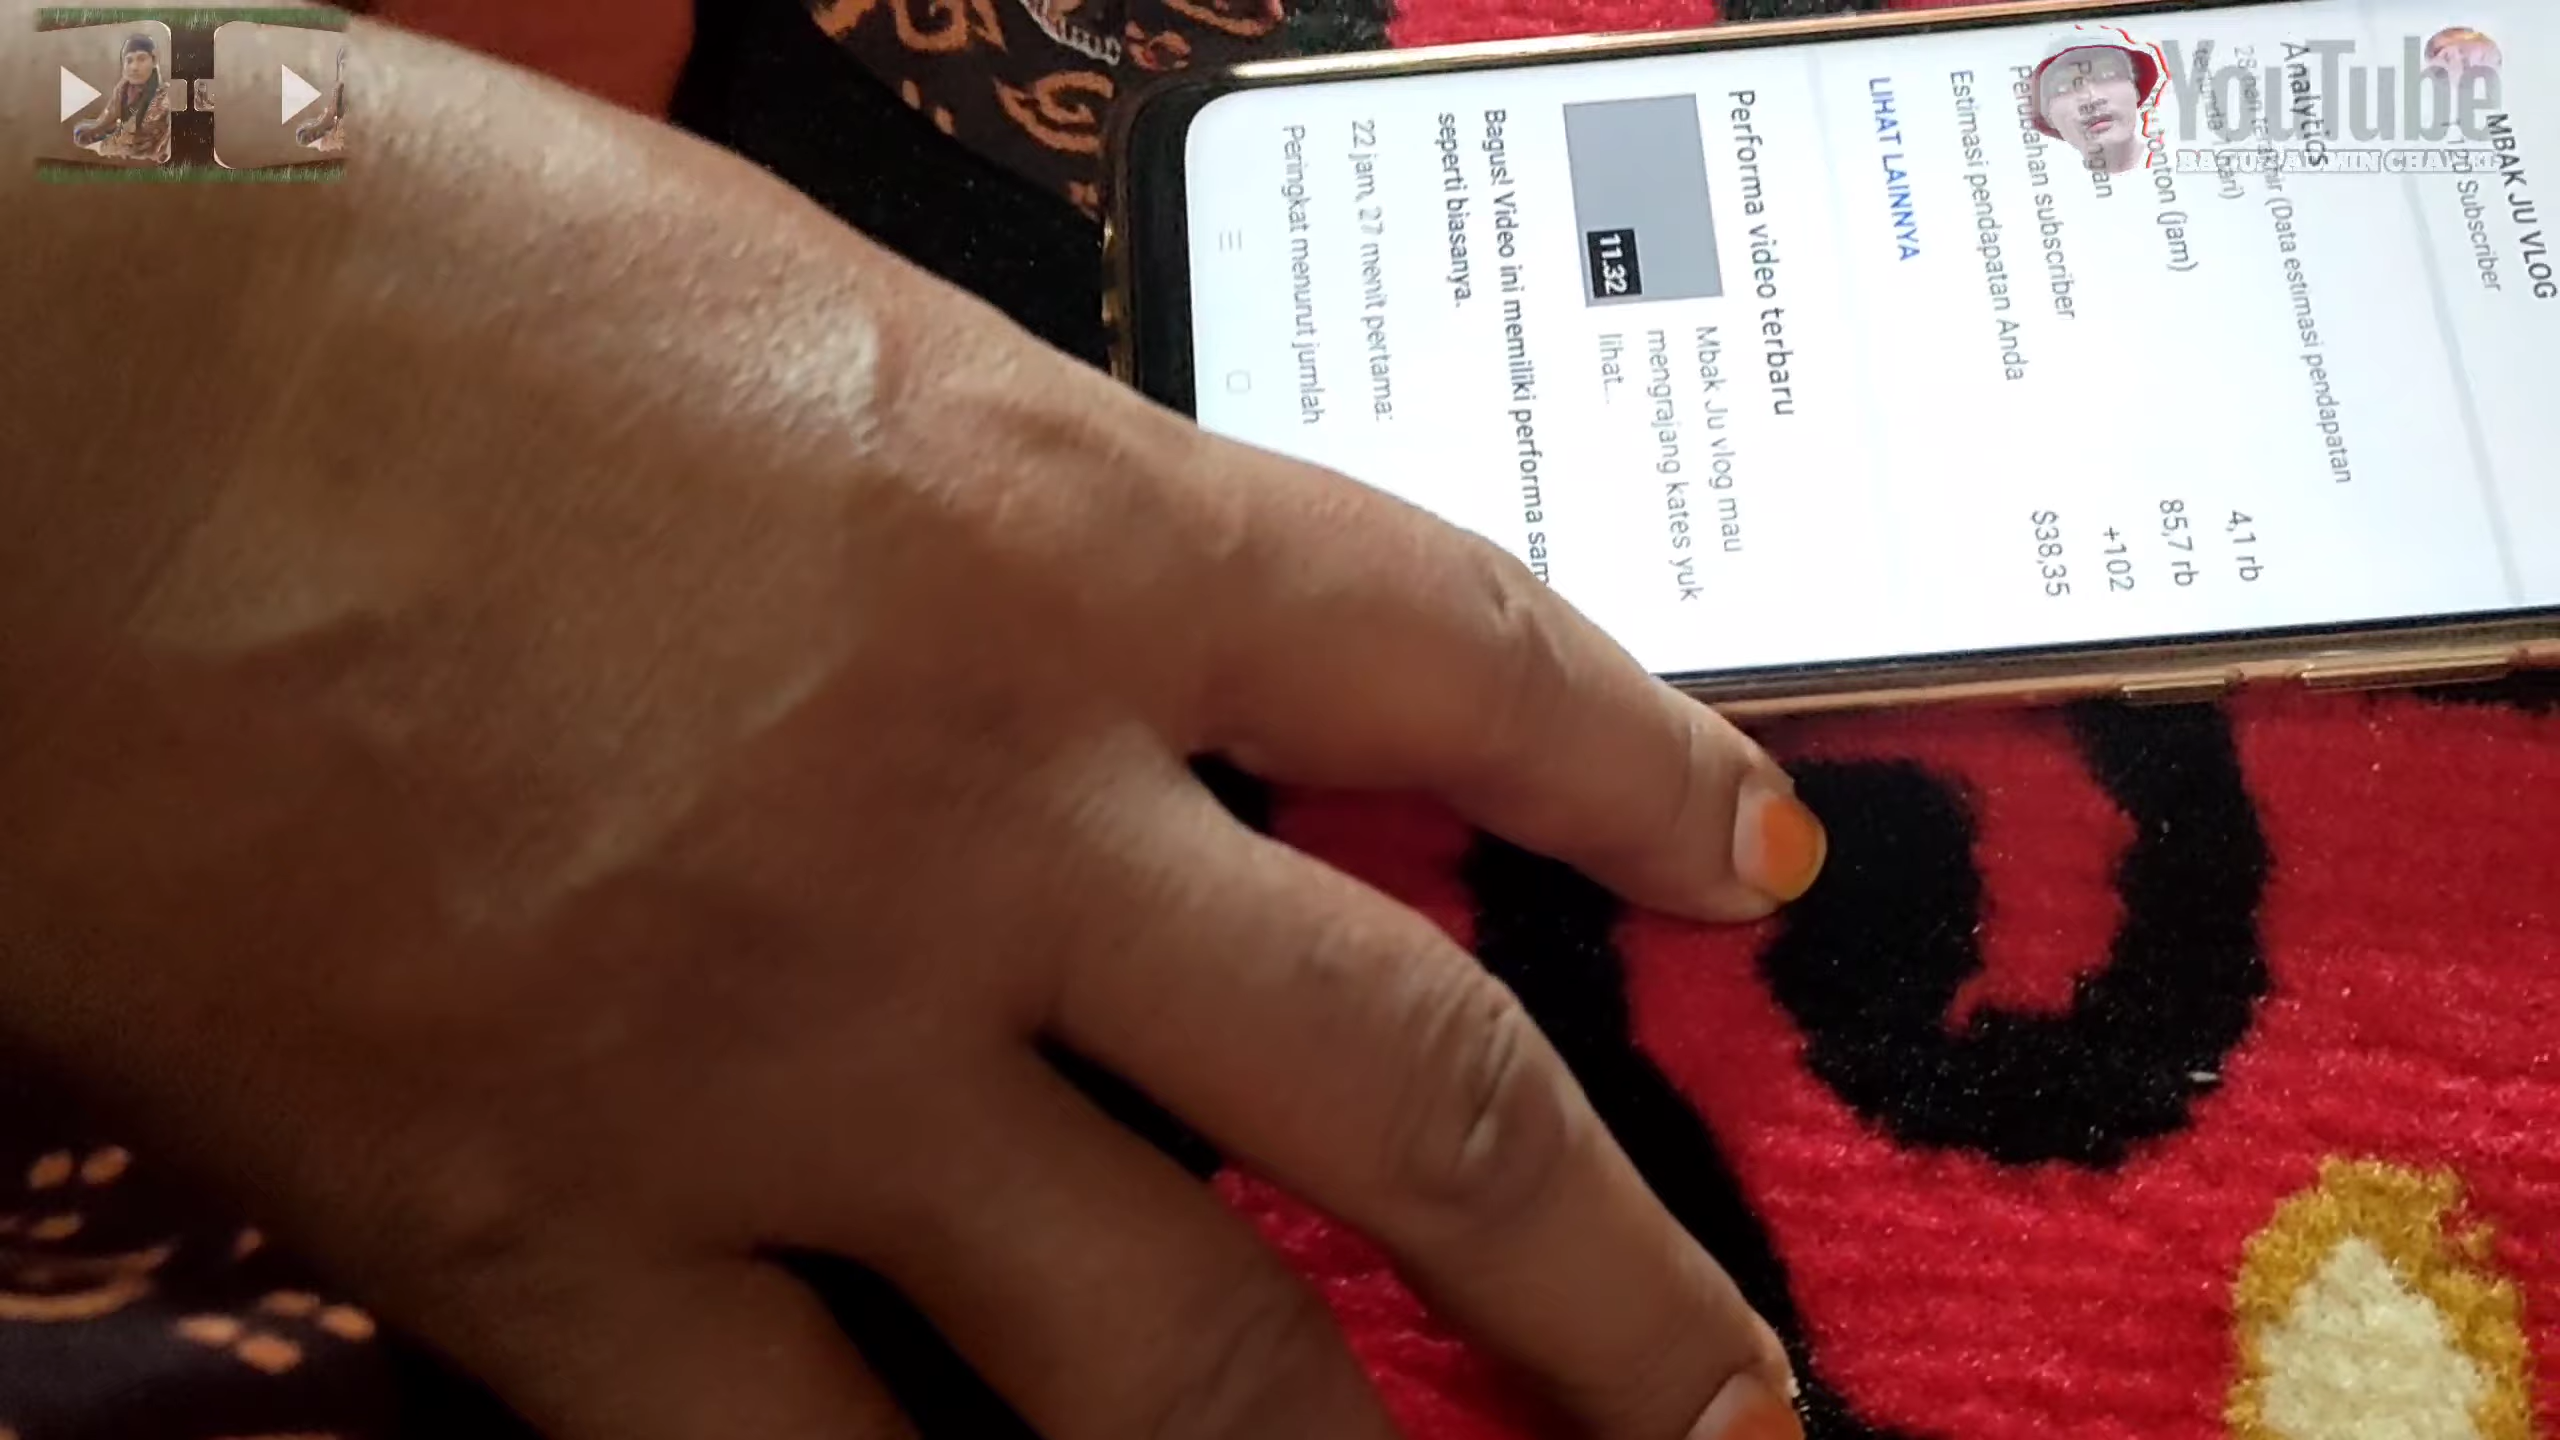 MBAK JU VLOG
Subscriber
Analytics
(Data estimasi pendapatan
4,1 rb
tonton (jam)
85,7 rb
Perubahan subscriber
+102
Estimasi pendapatan Anda
$38,35
LIHAT LAINNYA
Performa video terbaru
Mbak Ju vlog mau
mengrajang kates yuk
lihat...
11.32
Bagus! Video ini memiliki performa sam
seperti biasanya.
22 jam, 27 menit pertama:
Peringkat menurut jumlah
YouTube